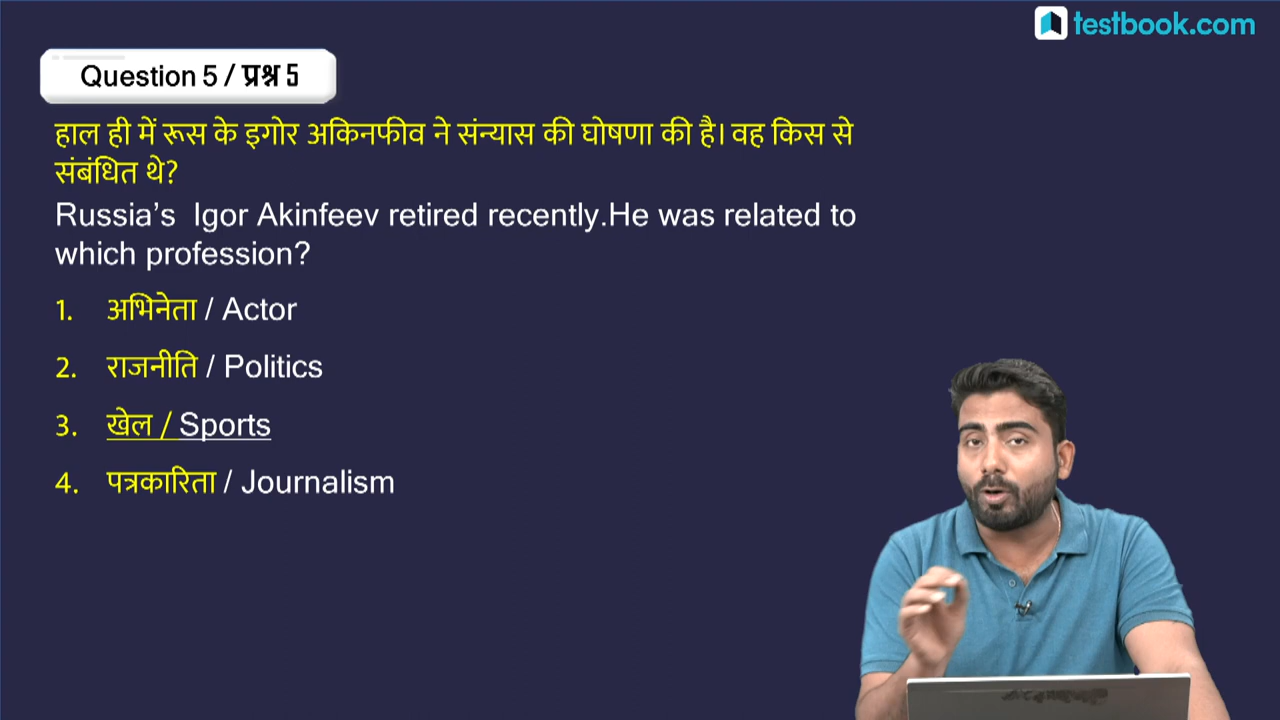 testbook.com
Question 5 / प्रश्न 5
हाल ही में रूस के इगोर अकिनफीव ने संन्यास की घोषणा की है। वह किस से
संबंधित थे?
Russia’s  Igor Akinfeev retired recently.He was related to
which profession?
1. अभिनेता / Actor
2. राजनीति / Politics
3. खेल / Sports
4. पत्रकारिता / Journalism